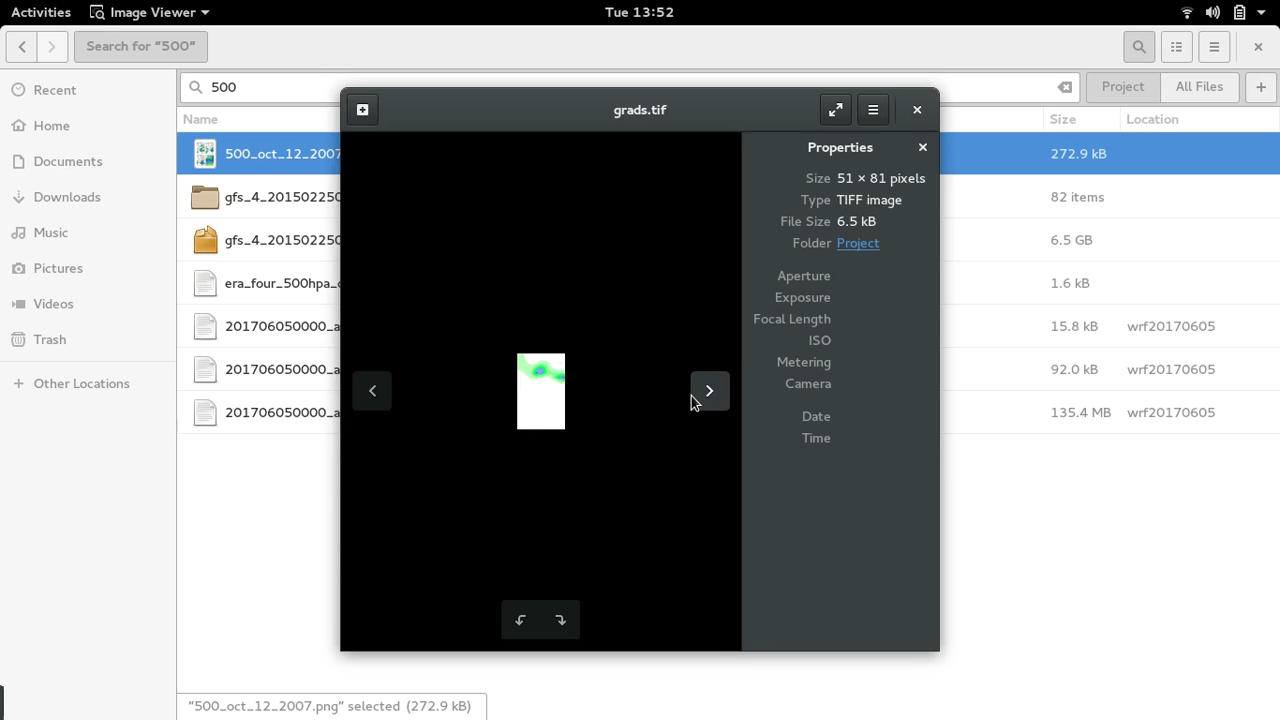 Activities Image Viewer Tue 13:52
Search for “500”
500 Project All Files
Name Size Location
Recent
Home
Documents
Downloads
Music
Pictures
Videos
Trash
Other Locations
500_oct_12_2007 272.9 kB
gfs_4_2015022500 82 items
gfs_4_2015022500 6.5 GB
era_four_500hpa_ 1.6 kB
201706050000_a 15.8 kB wrf20170605
201706050000_a 92.0 kB wrf20170605
201706050000_a 135.4 MB wrf20170605
grads.tif
Properties
Size 51 × 81 pixels
Type TIFF image
File Size 6.5 kB
Folder Project
Aperture
Exposure
Focal Length
ISO
Metering
Camera
Date
Time
“500_oct_12_2007.png” selected (272.9 kB)